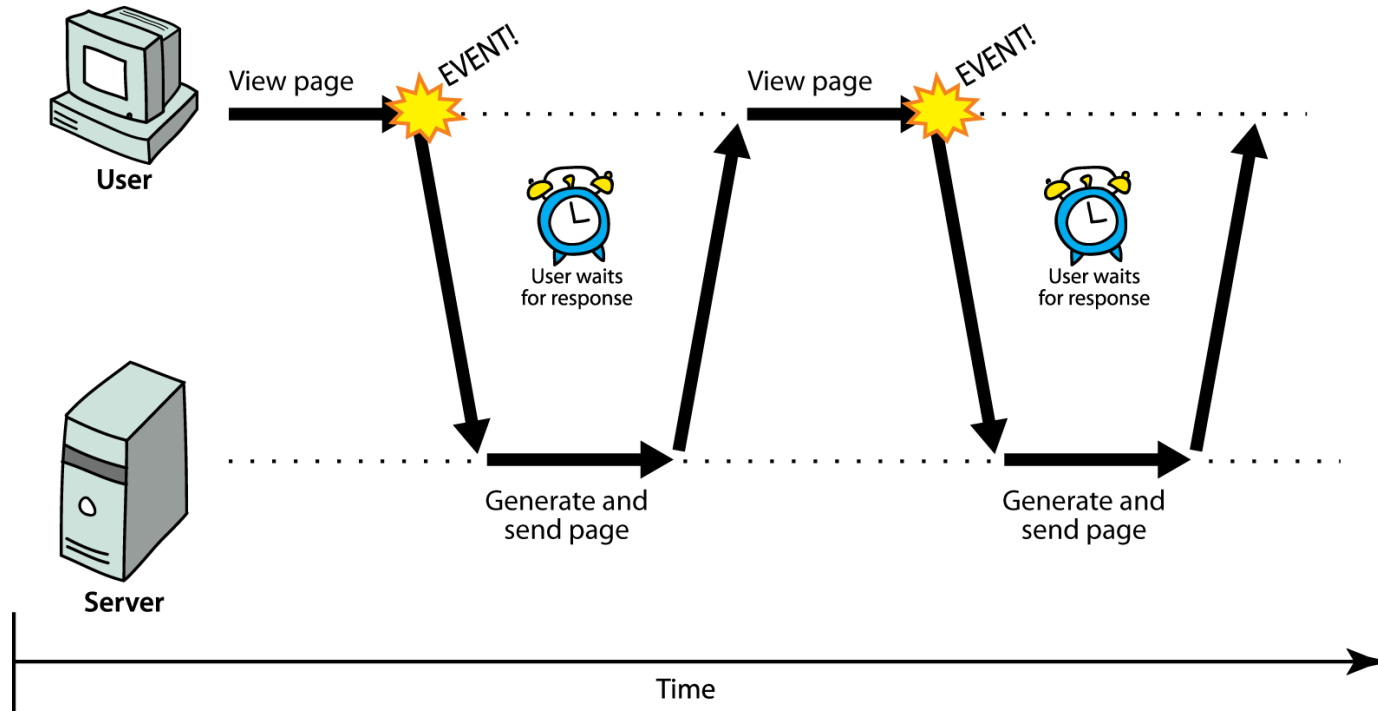 View page
EVENT!
View page
EVENT!
User
User waits
for response
User waits
for response
Generate and
send page
Generate and
send page
Server
Time